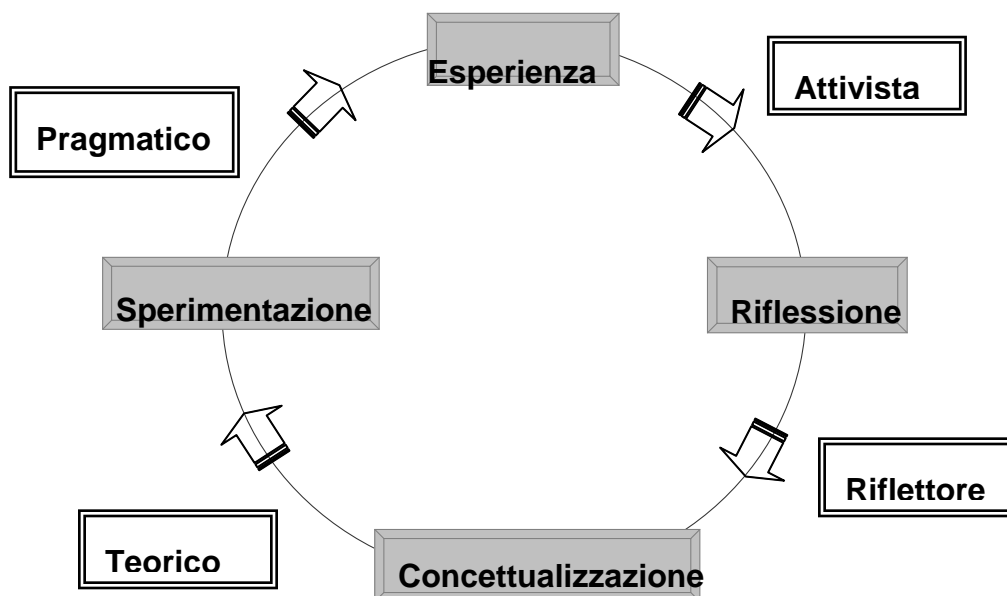 Esperienza
Attivista
Pragmatico
Sperimentazione
Riflessione
Riflettore
Teorico
Concettualizzazione